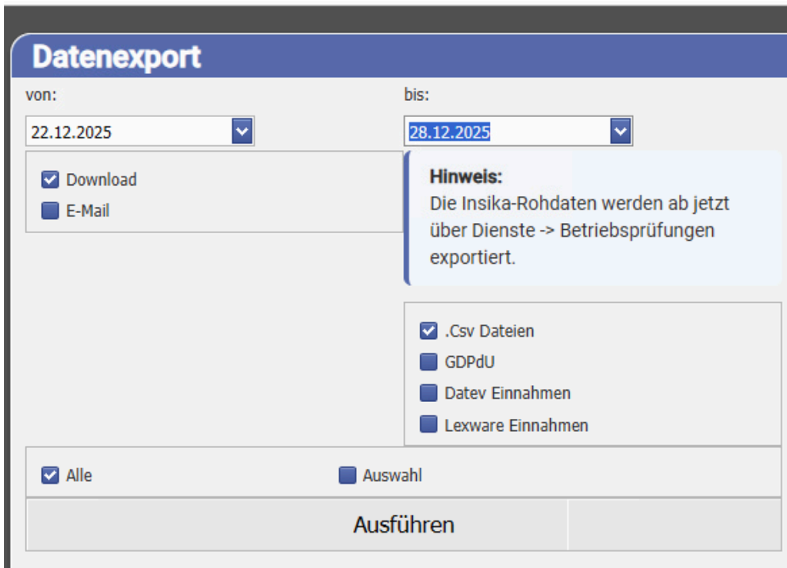 Datenexport
von:
bis:
22.12.2025
28.12.2025
Download
E-Mail
Hinweis:
Die Insika-Rohdaten werden ab jetzt
über Dienste -> Betriebsprüfungen
exportiert.
.Csv Dateien
GDPdU
Datev Einnahmen
Lexware Einnahmen
Alle
Auswahl
Ausführen